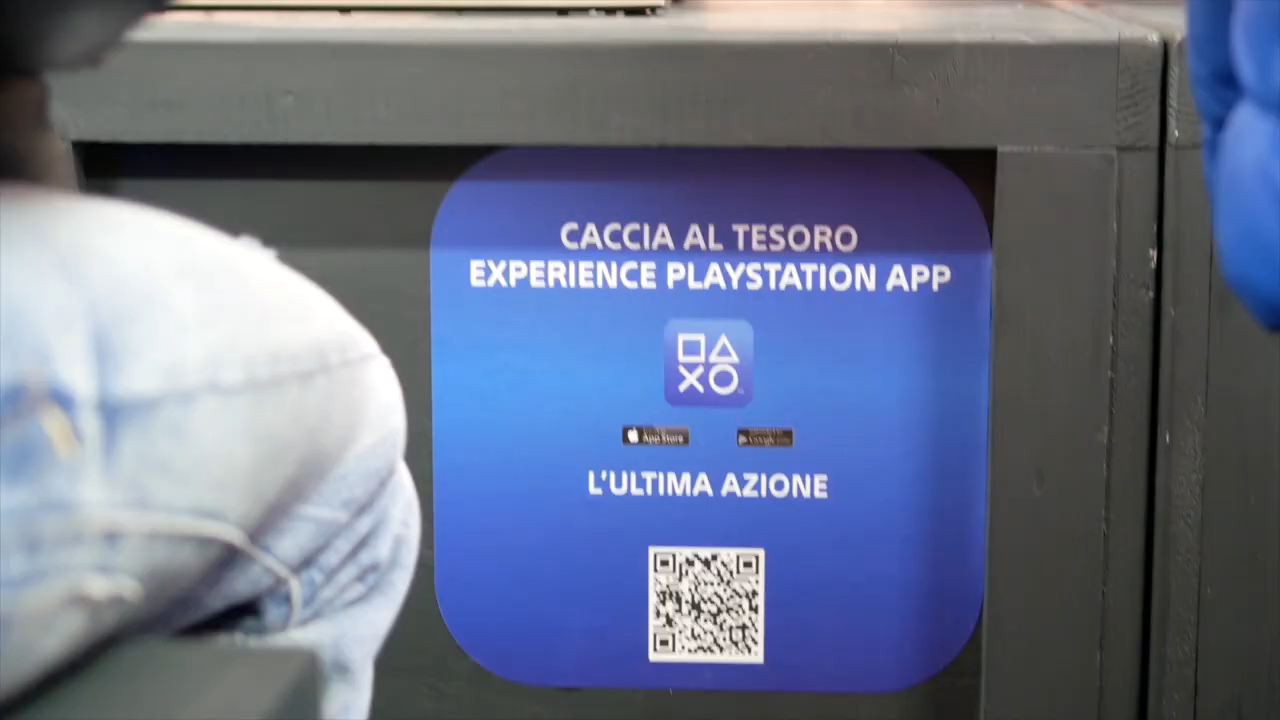 CACCIA AL TESORO
EXPERIENCE PLAYSTATION APP
App Store
L'ULTIMA AZIONE